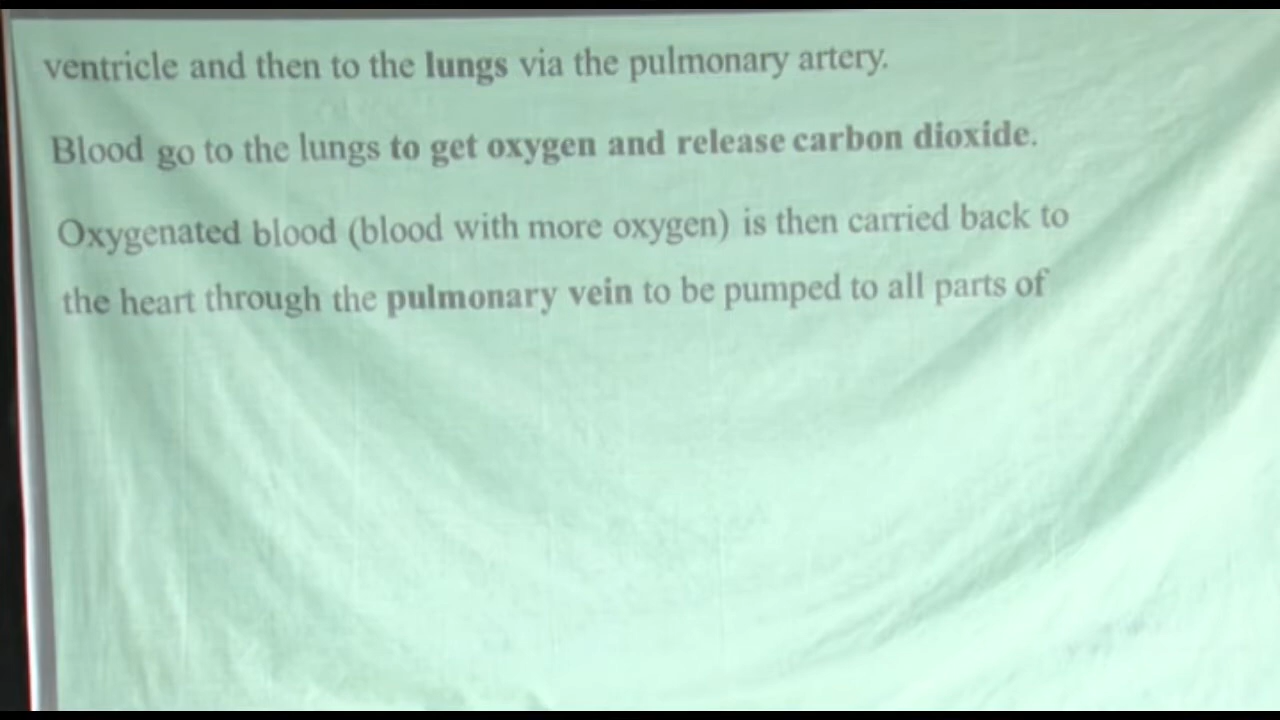 ventricle and then to the lungs via the pulmonary artery.
Blood go to the lungs to get oxygen and release carbon dioxide.
Oxygenated blood (blood with more oxygen) is then carried back to
the heart through the pulmonary vein to be pumped to all parts of